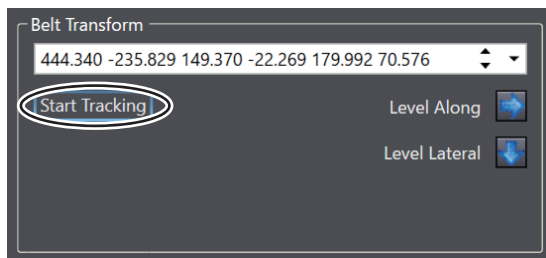 Belt Transform
444.340 -235.829 149.370 -22.269 179.992 70.576
Start Tracking
Level Along
Level Lateral